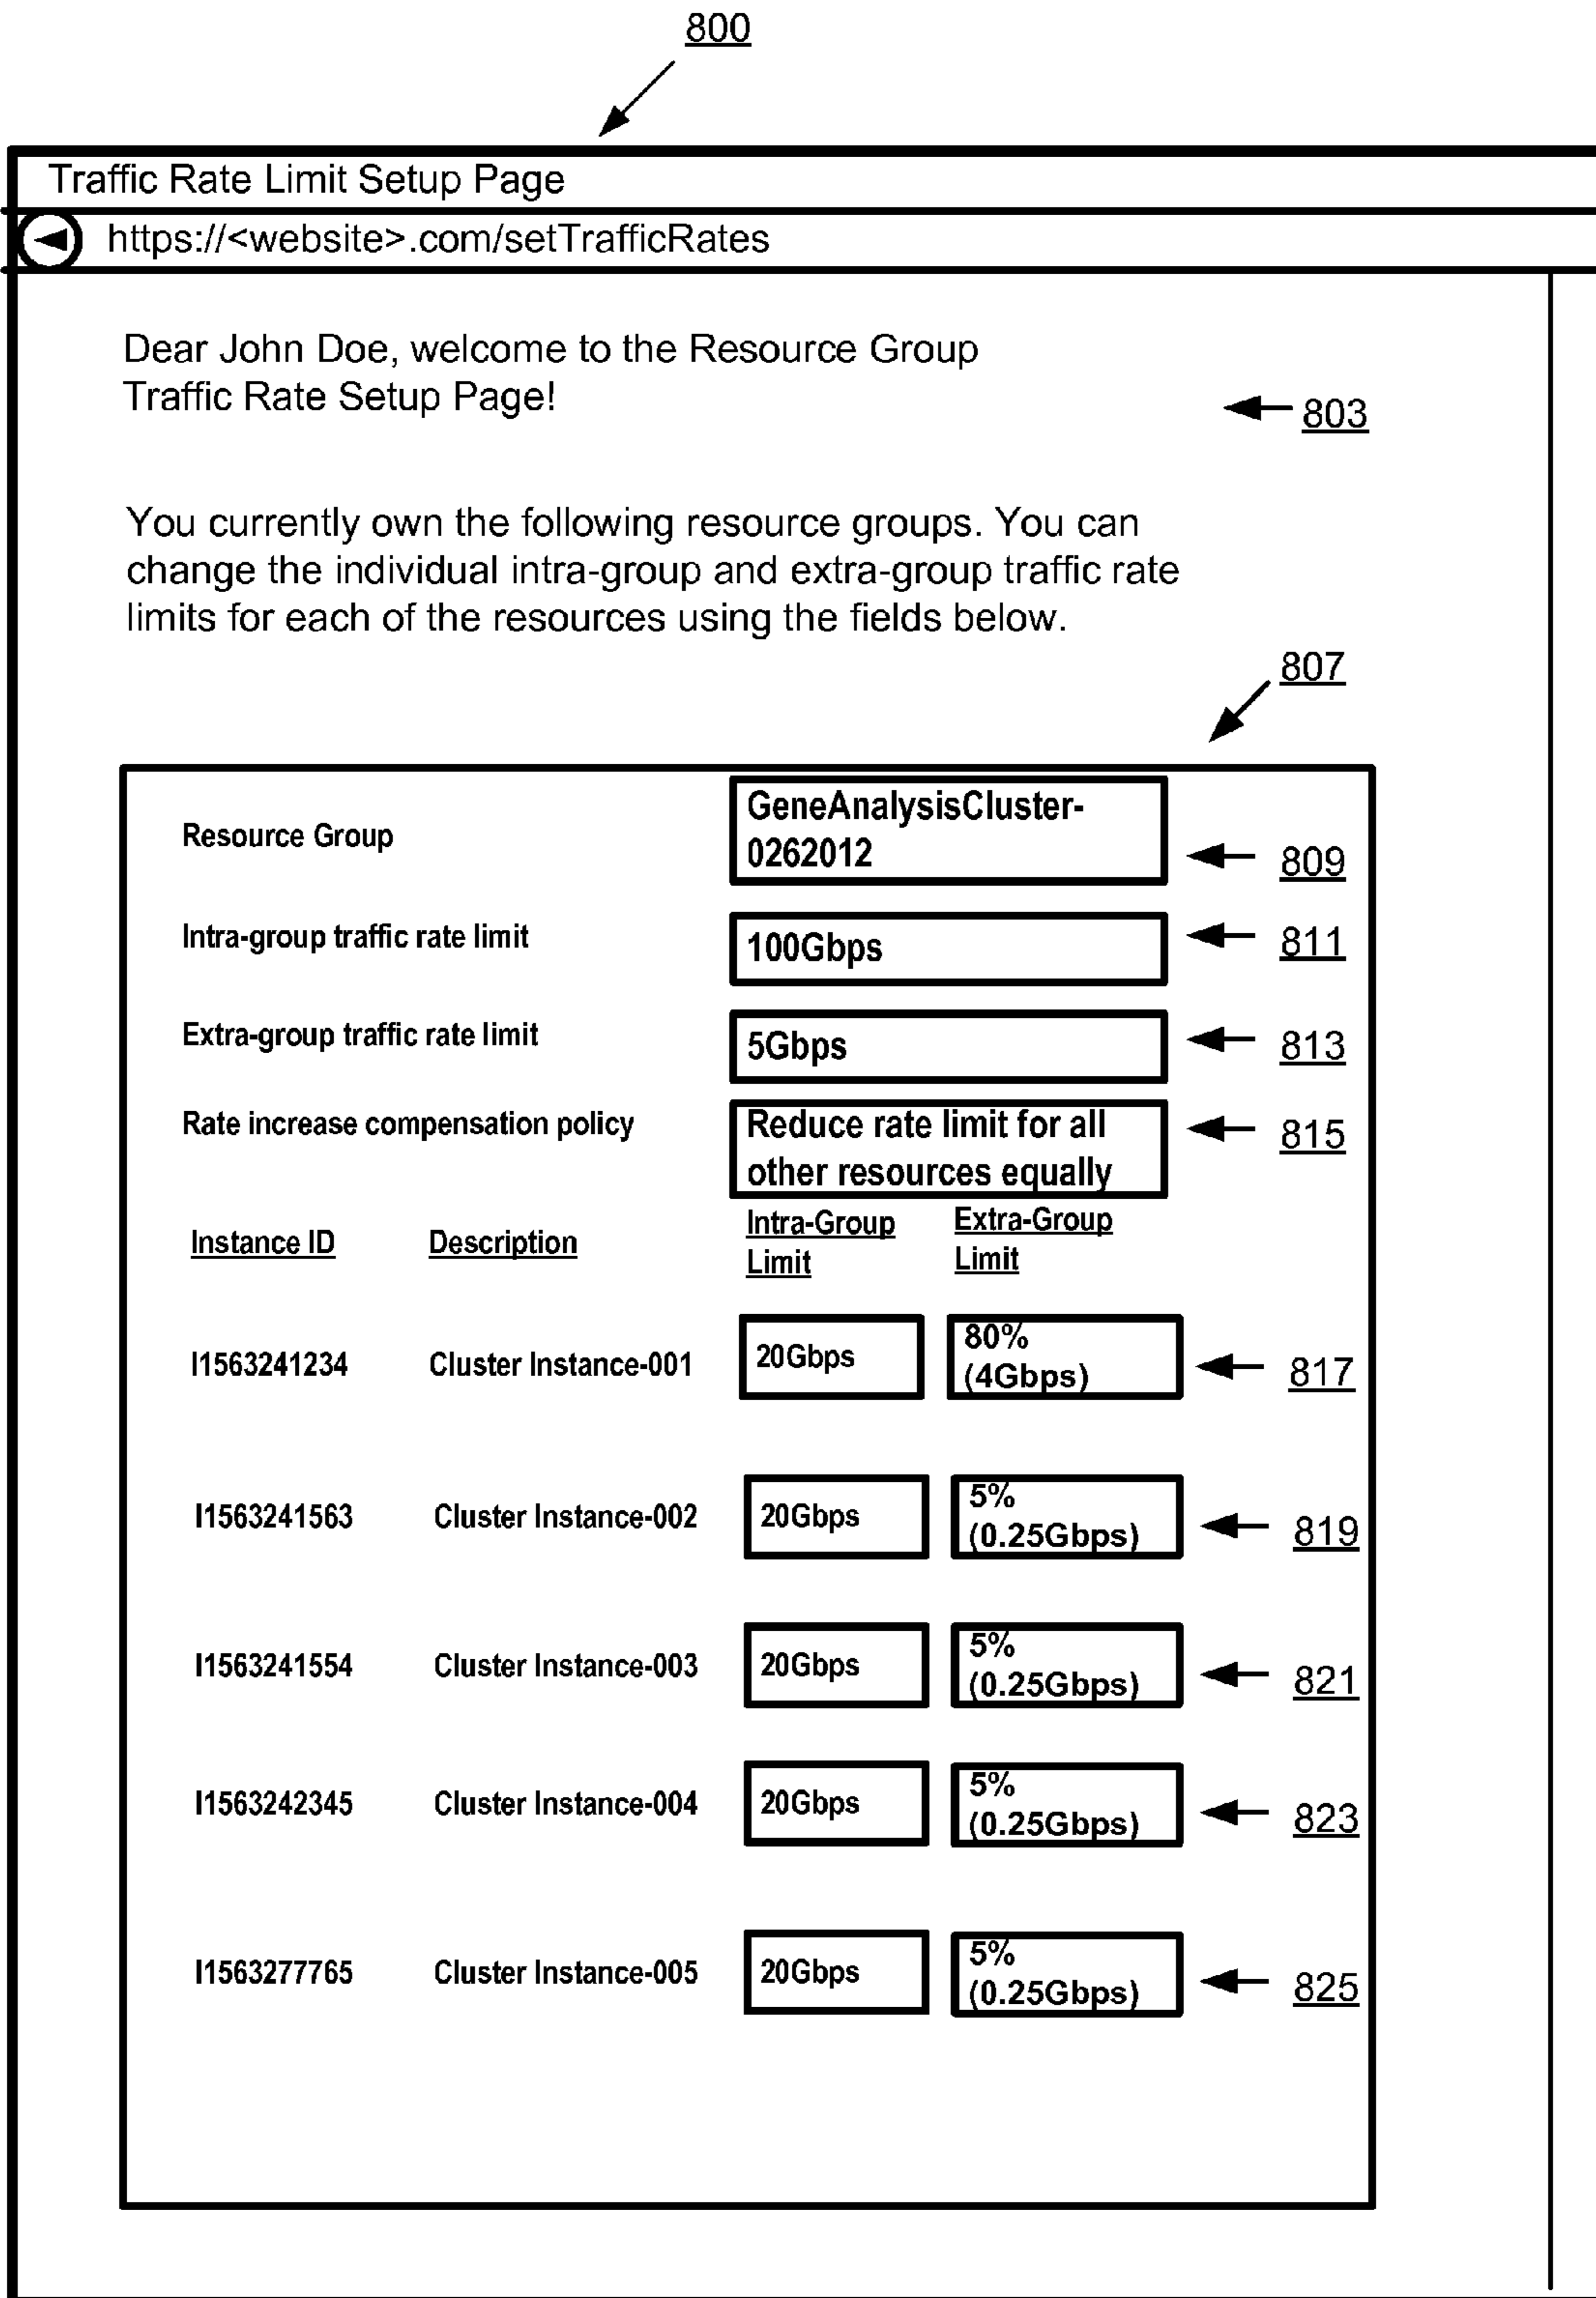 800
Traffic Rate Limit Setup Page
https://<website>.com/setTrafficRates
Dear John Doe, welcome to the Resource Group
Traffic Rate Setup Page!
803
You currently own the following resource groups. You can
change the individual intra-group and extra-group traffic rate
limits for each of the resources using the fields below.
807
Resource Group
GeneAnalysisCluster-
0262012
809
Intra-group traffic rate limit
100Gbps
811
Extra-group traffic rate limit
5Gbps
813
Rate increase compensation policy
Reduce rate limit for all
other resources equally
815
Instance ID
Description
Intra-Group
Limit
Extra-Group
Limit
I1563241234
Cluster Instance-001
20Gbps
80%
(4Gbps)
817
I1563241563
Cluster Instance-002
20Gbps
5%
(0.25Gbps)
819
I1563241554
Cluster Instance-003
20Gbps
5%
(0.25Gbps)
821
I1563242345
Cluster Instance-004
20Gbps
5%
(0.25Gbps)
823
I1563277765
Cluster Instance-005
20Gbps
5%
(0.25Gbps)
825